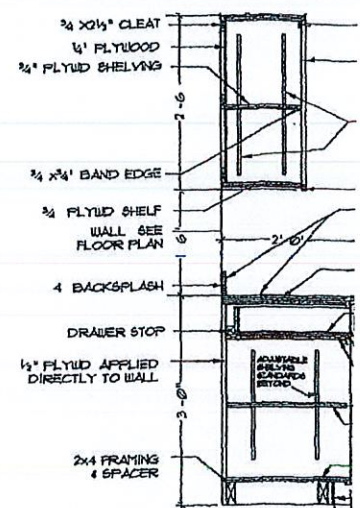 ¾ X2½" CLEAT
¼' PLYWOOD
¾" PLYWD SHELVING
2-6
¾ X¾' BAND EDGE
¾ PLYWD SHELF
WALL SEE
FLOOR PLAN
1 6'
2'-0'
4 BACKSPLASH
DRAWER STOP
½" PLYWD APPLIED
DIRECTLY TO WALL
ADJUSTABLE
SHELVING
STANDARDS
BEYOND
3-0"
2X4 FRAMING
& SPACER